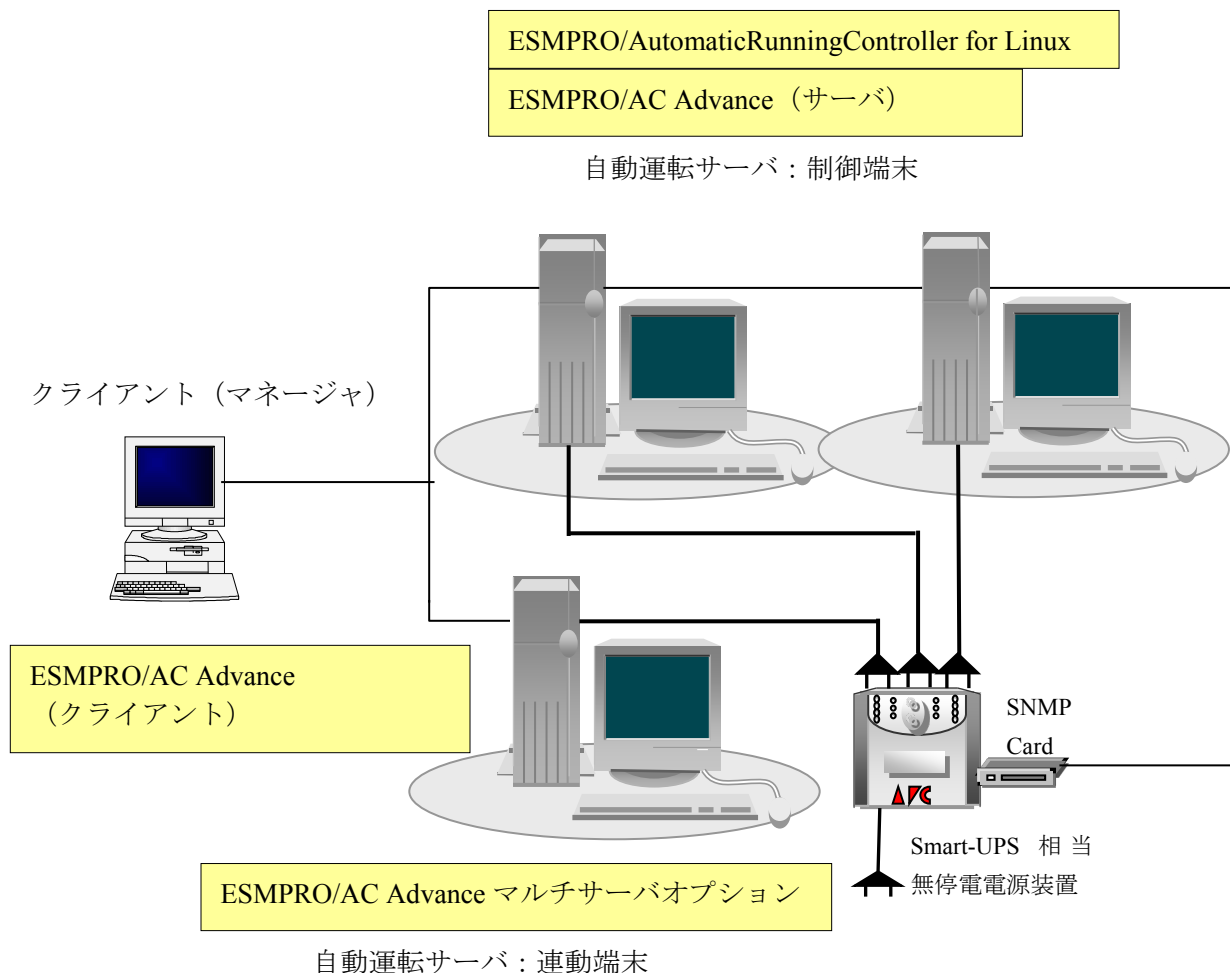 ESMPRO/AutomaticRunningController for Linux
ESMPRO/AC Advance（サーバ）
自動運転サーバ：制御端末
クライアント（マネージャ）
ESMPRO/AC Advance
（クライアント）
SNMP
Card
APC
Smart-UPS 相 当
無停電電源装置
ESMPRO/AC Advance マルチサーバオプション
自動運転サーバ：連動端末